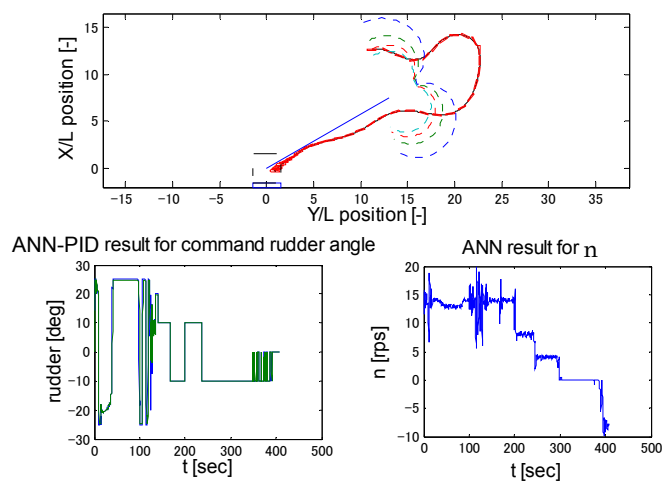 15
10
5
0
X/L position [-]
-15 -10 -5 0 5 10 15 20 25 30 35
Y/L position [-]
ANN-PID result for command rudder angle
30
20
10
0
-10
-20
-30
rudder [deg]
0 100 200 300 400 500
t [sec]
ANN result for n
20
15
10
5
0
-5
-10
n [rps]
0 100 200 300 400 500
t [sec]